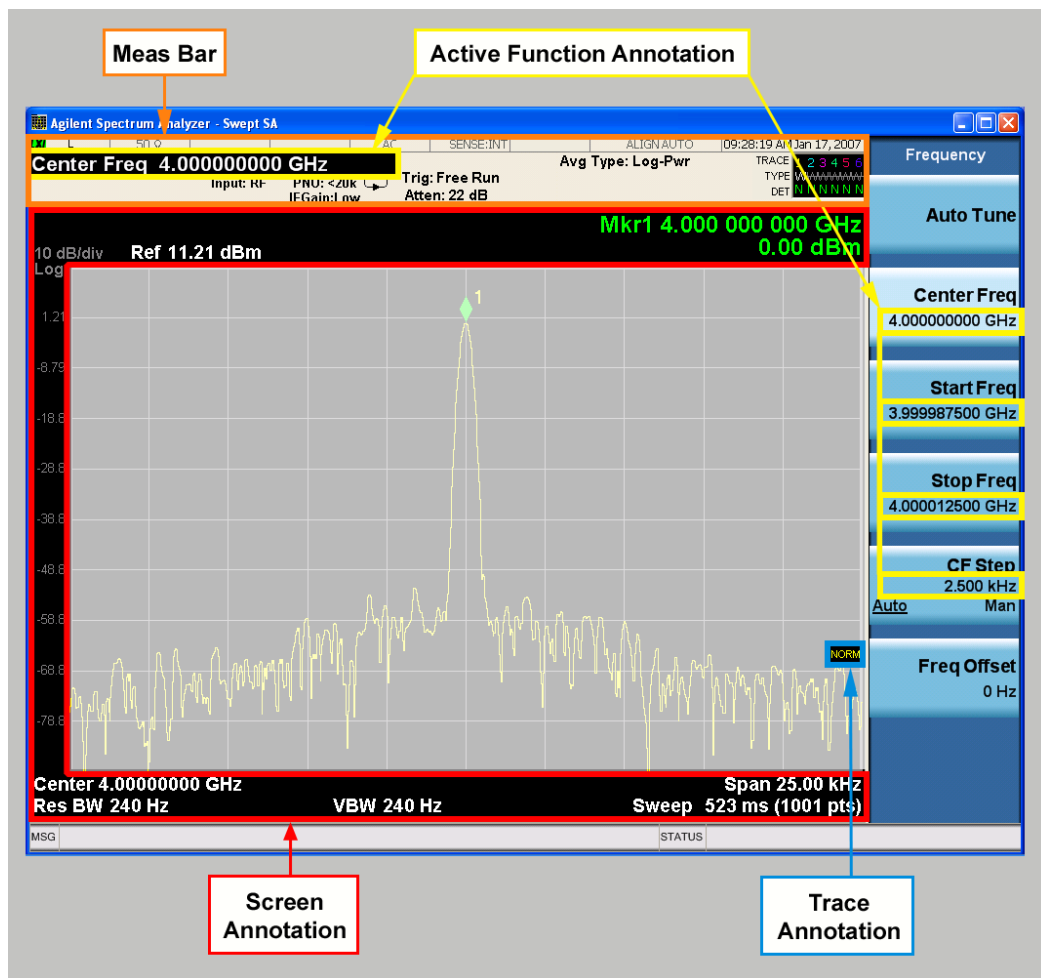 Meas Bar
Active Function Annotation
Agilent Spectrum Analyzer - Swept SA
L 50 Ω AC SENSE:INT ALIGNAUTO 09:28:19 AM Jan 17, 2007
Center Freq 4.000000000 GHz
Input: RF PNO: <20k Trig: Free Run
IFGain:Low Atten: 22 dB
Avg Type: Log-Pwr
TRACE 1 2 3 4 5 6
TYPE
DET N N N N N N
Frequency
Auto Tune
Mkr1 4.000 000 000 GHz
0.00 dBm
10 dB/div Ref 11.21 dBm
Log
1
1.21
-8.79
-18.8
-28.8
-38.8
-48.8
-58.8
-68.8
-78.8
NORM
Center Freq
4.000000000 GHz
Start Freq
3.999987500 GHz
Stop Freq
4.000012500 GHz
CF Step
2.500 kHz
Auto Man
Freq Offset
0 Hz
Center 4.00000000 GHz Span 25.00 kHz
Res BW 240 Hz VBW 240 Hz Sweep 523 ms (1001 pts)
MSG STATUS
Screen
Annotation
Trace
Annotation